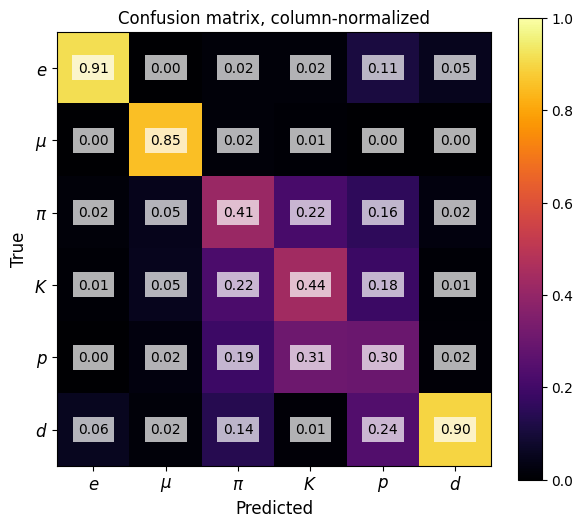 Confusion matrix, column-normalized
True
e 0.91 0.00 0.02 0.02 0.11 0.05
μ 0.00 0.85 0.02 0.01 0.00 0.00
π 0.02 0.05 0.41 0.22 0.16 0.02
K 0.01 0.05 0.22 0.44 0.18 0.01
p 0.00 0.02 0.19 0.31 0.30 0.02
d 0.06 0.02 0.14 0.01 0.24 0.90
e μ π K p d
Predicted
1.0
0.8
0.6
0.4
0.2
0.0